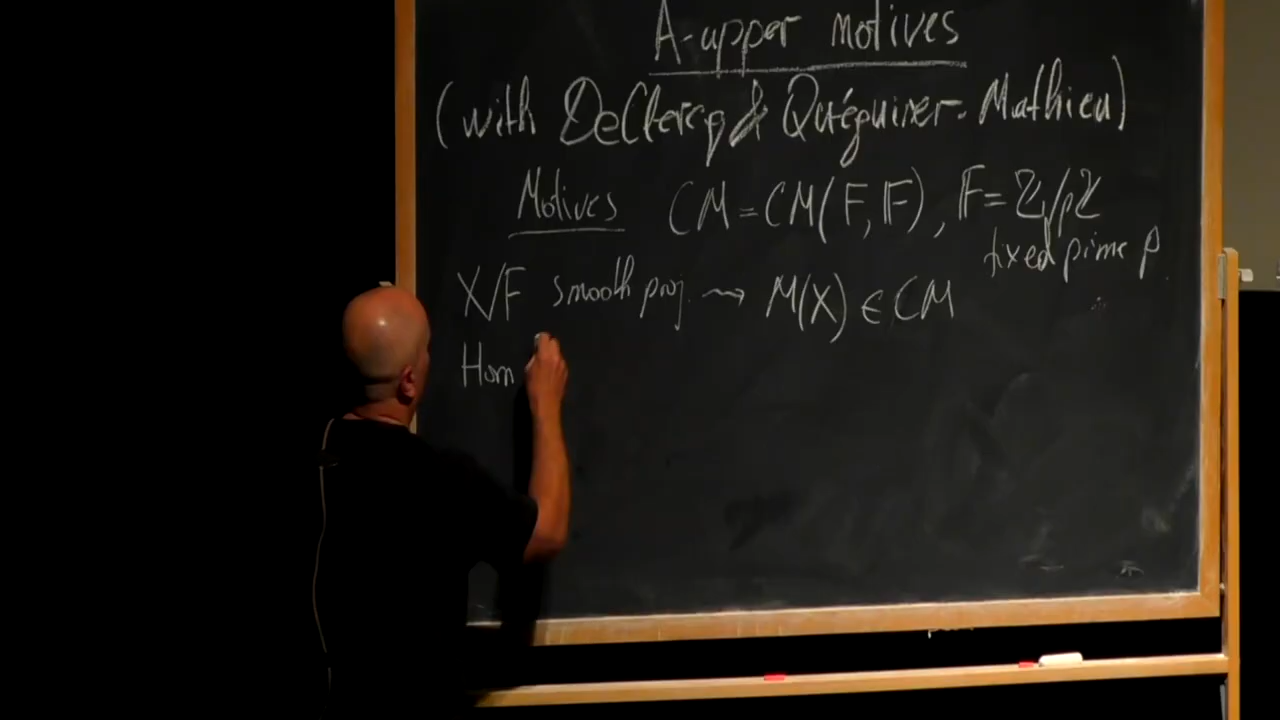 A-upper motives
(with DeClercq & Quéguiner-Mathieu)
Motives CM = CM(F, 𝔽), 𝔽 = ℤ/pℤ
fixed prime p
X/F smooth proj. ⇝ M(X) ∈ CM
Hom